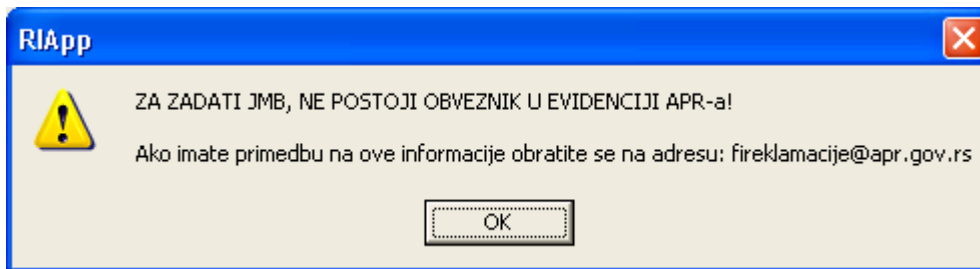 RIApp
ZA ZADATI JMB, NE POSTOJI OBVEZNIK U EVIDENCIJI APR-a!
Ako imate primedbu na ove informacije obratite se na adresu: fireklamacije@apr.gov.rs
OK